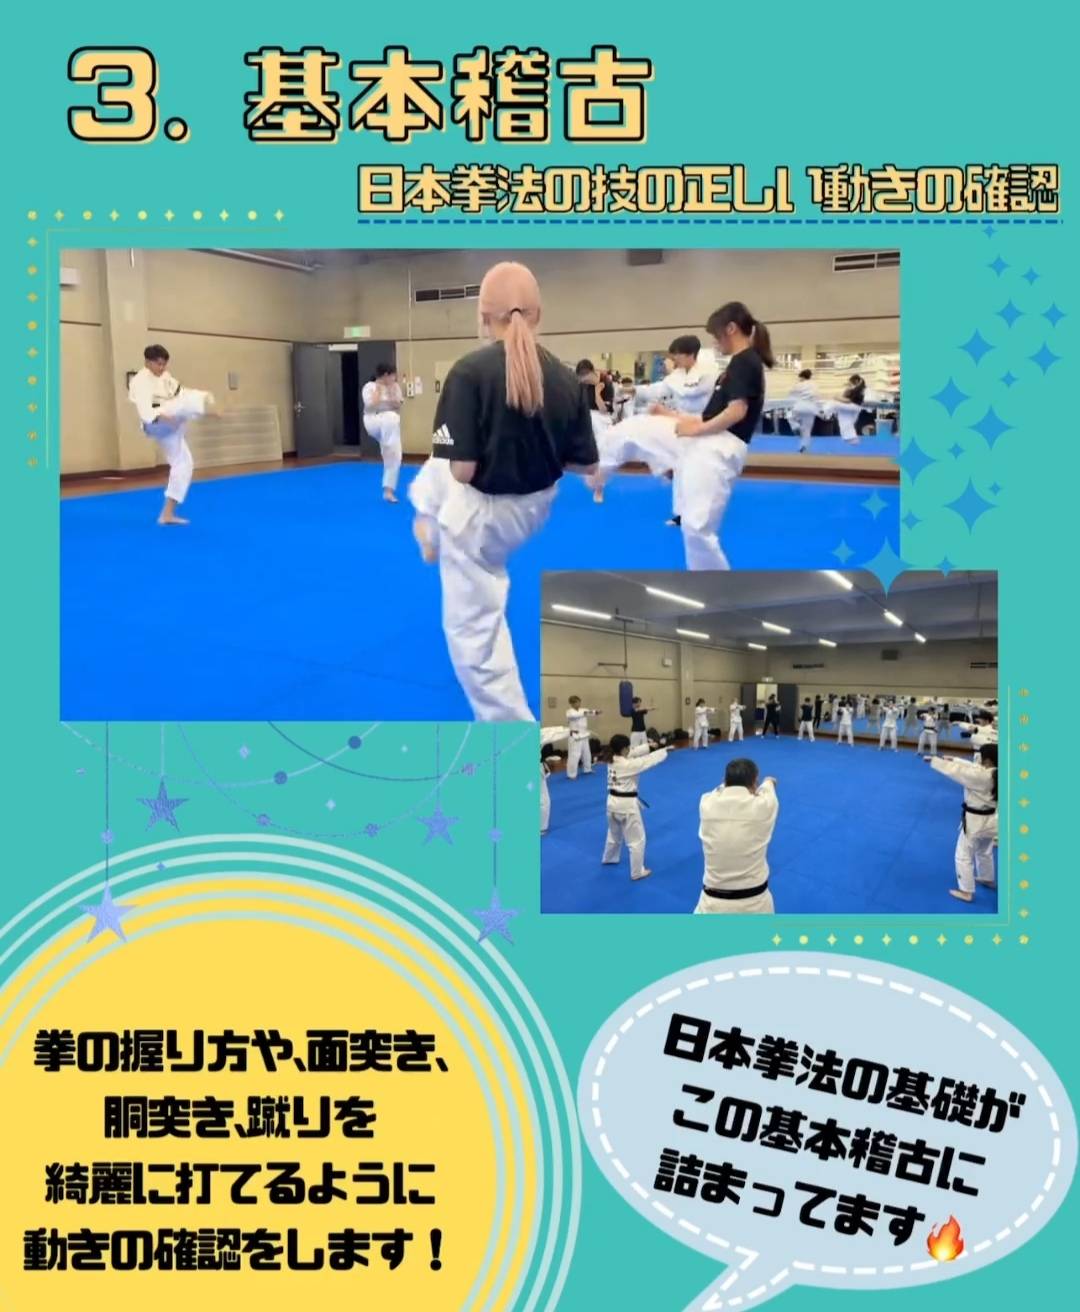 3. 基本稽古
日本拳法の技の正しい動きの確認
adidas
拳の握り方や、面突き、
胴突き、蹴りを
綺麗に打てるように
動きの確認をします！
日本拳法の基礎が
この基本稽古に
詰まってます🔥